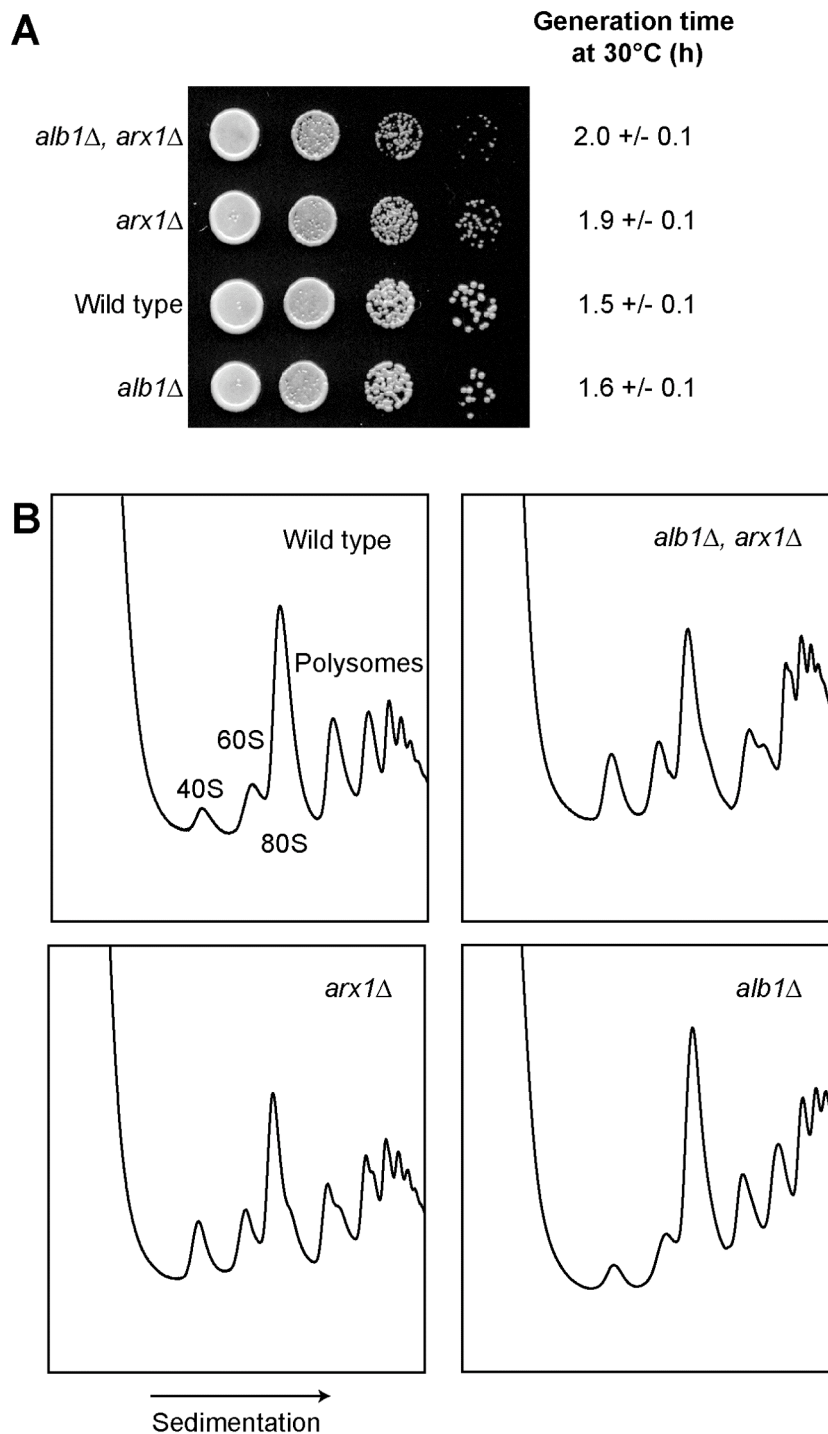 A
Generation time
at 30°C (h)
alb1Δ, arx1Δ
2.0 +/- 0.1
arx1Δ
1.9 +/- 0.1
Wild type
1.5 +/- 0.1
alb1Δ
1.6 +/- 0.1
B
Wild type
Polysomes
60S
40S
80S
alb1Δ, arx1Δ
arx1Δ
alb1Δ
Sedimentation